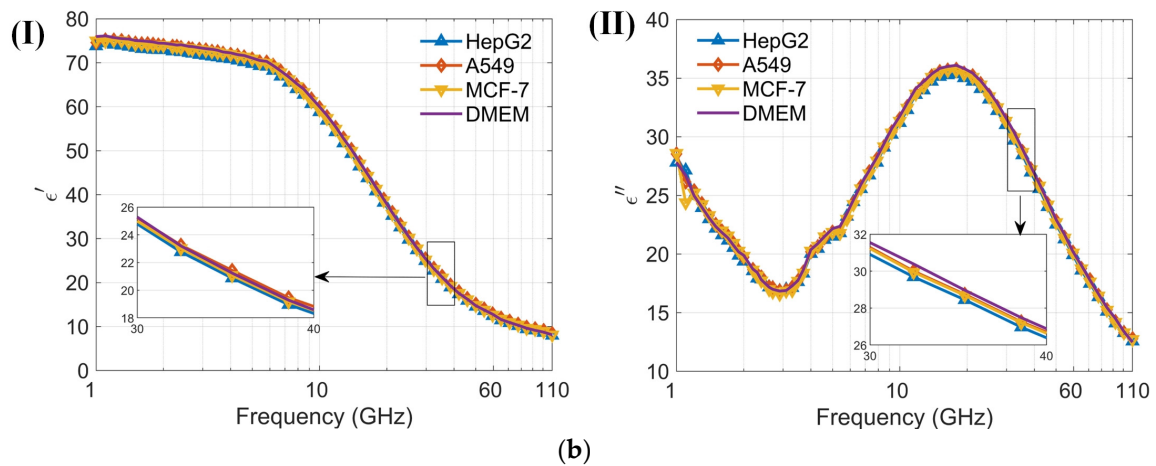 (I)
80
70
60
50
40
30
20
10
0
ϵ′
HepG2
A549
MCF-7
DMEM
26
24
22
20
18
30 40
1 10 60 110
Frequency (GHz)
(II)
40
35
30
25
20
15
10
ϵ″
HepG2
A549
MCF-7
DMEM
32
30
28
26
30 40
1 10 60 110
Frequency (GHz)
(b)